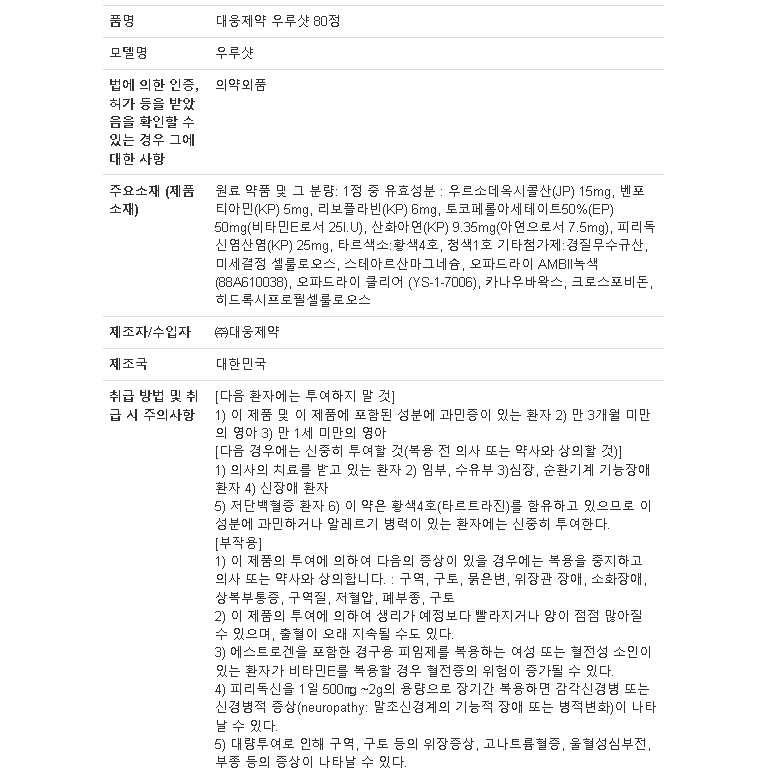 품명
대웅제약 우루샷 80정
모델명
우루샷
법에 의한 인증,
허가 등을 받았
음을 확인할 수
있는 경우 그에
대한 사항
의약외품
주요소재 (제품
소재)
원료 약품 및 그 분량: 1정 중 유효성분 : 우르소데옥시콜산(JP) 15mg, 벤포
티아민(KP) 5mg, 리보플라빈(KP) 6mg, 토코페롤아세테이트50%(EP)
50mg(비타민E로서 25I.U), 산화아연(KP) 9.35mg(아연으로서 7.5mg), 피리독
신염산염(KP) 25mg, 타르색소:황색4호, 청색1호 기타첨가제:경질무수규산,
미세결정 셀룰로오스, 스테아르산마그네슘, 오파드라이 AMBII녹색
(88A610038), 오파드라이 클리어 (YS-1-7006), 카나우바왁스, 크로스포비돈,
히드록시프로필셀룰로오스
제조자/수입자
㈜대웅제약
제조국
대한민국
취급 방법 및 취
급 시 주의사항
[다음 환자에는 투여하지 말 것]
1) 이 제품 및 이 제품에 포함된 성분에 과민증이 있는 환자 2) 만 3개월 미만
의 영아 3) 만 1세 미만의 영아
[다음 경우에는 신중히 투여할 것(복용 전 의사 또는 약사와 상의할 것)]
1) 의사의 치료를 받고 있는 환자 2) 임부, 수유부 3)심장, 순환기계 기능장애
환자 4) 신장애 환자
5) 저단백혈증 환자 6) 이 약은 황색4호(타르트라진)를 함유하고 있으므로 이
성분에 과민하거나 알레르기 병력이 있는 환자에는 신중히 투여한다.
[부작용]
1) 이 제품의 투여에 의하여 다음의 증상이 있을 경우에는 복용을 중지하고
의사 또는 약사와 상의합니다. : 구역, 구토, 묽은변, 위장관 장애, 소화장애,
상복부통증, 구역질, 저혈압, 폐부종, 구토
2) 이 제품의 투여에 의하여 생리가 예정보다 빨라지거나 양이 점점 많아질
수 있으며, 출혈이 오래 지속될 수도 있다.
3) 에스트로겐을 포함한 경구용 피임제를 복용하는 여성 또는 혈전성 소인이
있는 환자가 비타민E를 복용할 경우 혈전증의 위험이 증가될 수 있다.
4) 피리독신을 1일 500㎎ ~2g의 용량으로 장기간 복용하면 감각신경병 또는
신경병적 증상(neuropathy: 말초신경계의 기능적 장애 또는 병적변화)이 나타
날 수 있다.
5) 대량투여로 인해 구역, 구토 등의 위장증상, 고나트륨혈증, 울혈성심부전,
부종 등의 증상이 나타날 수 있다.